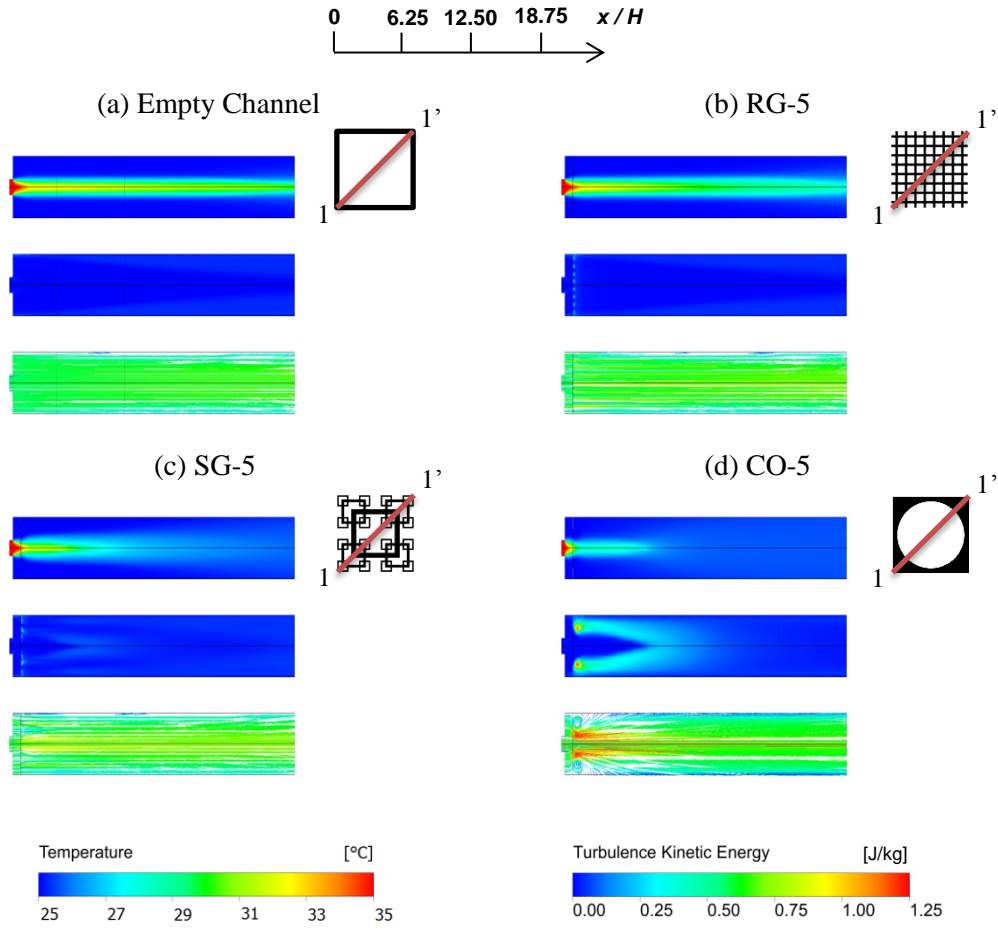 0 6.25 12.50 18.75 x / H
(a) Empty Channel
1’
1
(b) RG-5
1’
1
(c) SG-5
1’
1
(d) CO-5
1’
1
Temperature [°C]
25 27 29 31 33 35
Turbulence Kinetic Energy [J/kg]
0.00 0.25 0.50 0.75 1.00 1.25